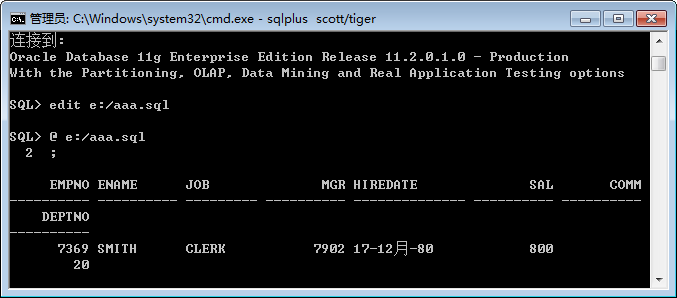 管理员: C:\Windows\system32\cmd.exe - sqlplus  scott/tiger
连接到:
Oracle Database 11g Enterprise Edition Release 11.2.0.1.0 - Production
With the Partitioning, OLAP, Data Mining and Real Application Testing options
SQL> edit e:/aaa.sql
SQL> @ e:/aaa.sql
  2  ;
     EMPNO ENAME      JOB              MGR HIREDATE              SAL       COMM
---------- ---------- --------- ---------- -------------- ---------- ----------
    DEPTNO
----------
      7369 SMITH      CLERK           7902 17-12月-80            800
        20